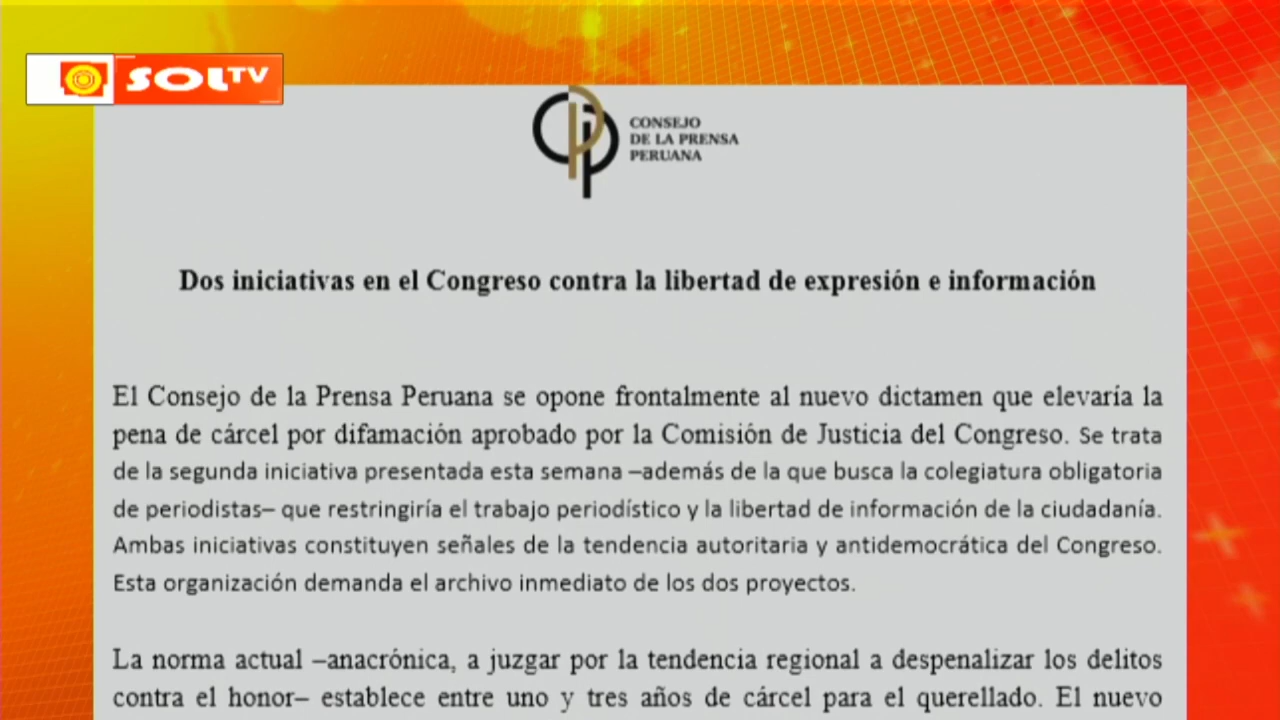 SOLTV
CONSEJO
DE LA PRENSA
PERUANA
Dos iniciativas en el Congreso contra la libertad de expresión e información
El Consejo de la Prensa Peruana se opone frontalmente al nuevo dictamen que elevaría la
pena de cárcel por difamación aprobado por la Comisión de Justicia del Congreso. Se trata
de la segunda iniciativa presentada esta semana –además de la que busca la colegiatura obligatoria
de periodistas– que restringiría el trabajo periodístico y la libertad de información de la ciudadanía.
Ambas iniciativas constituyen señales de la tendencia autoritaria y antidemocrática del Congreso.
Esta organización demanda el archivo inmediato de los dos proyectos.
La norma actual –anacrónica, a juzgar por la tendencia regional a despenalizar los delitos
contra el honor– establece entre uno y tres años de cárcel para el querellado. El nuevo